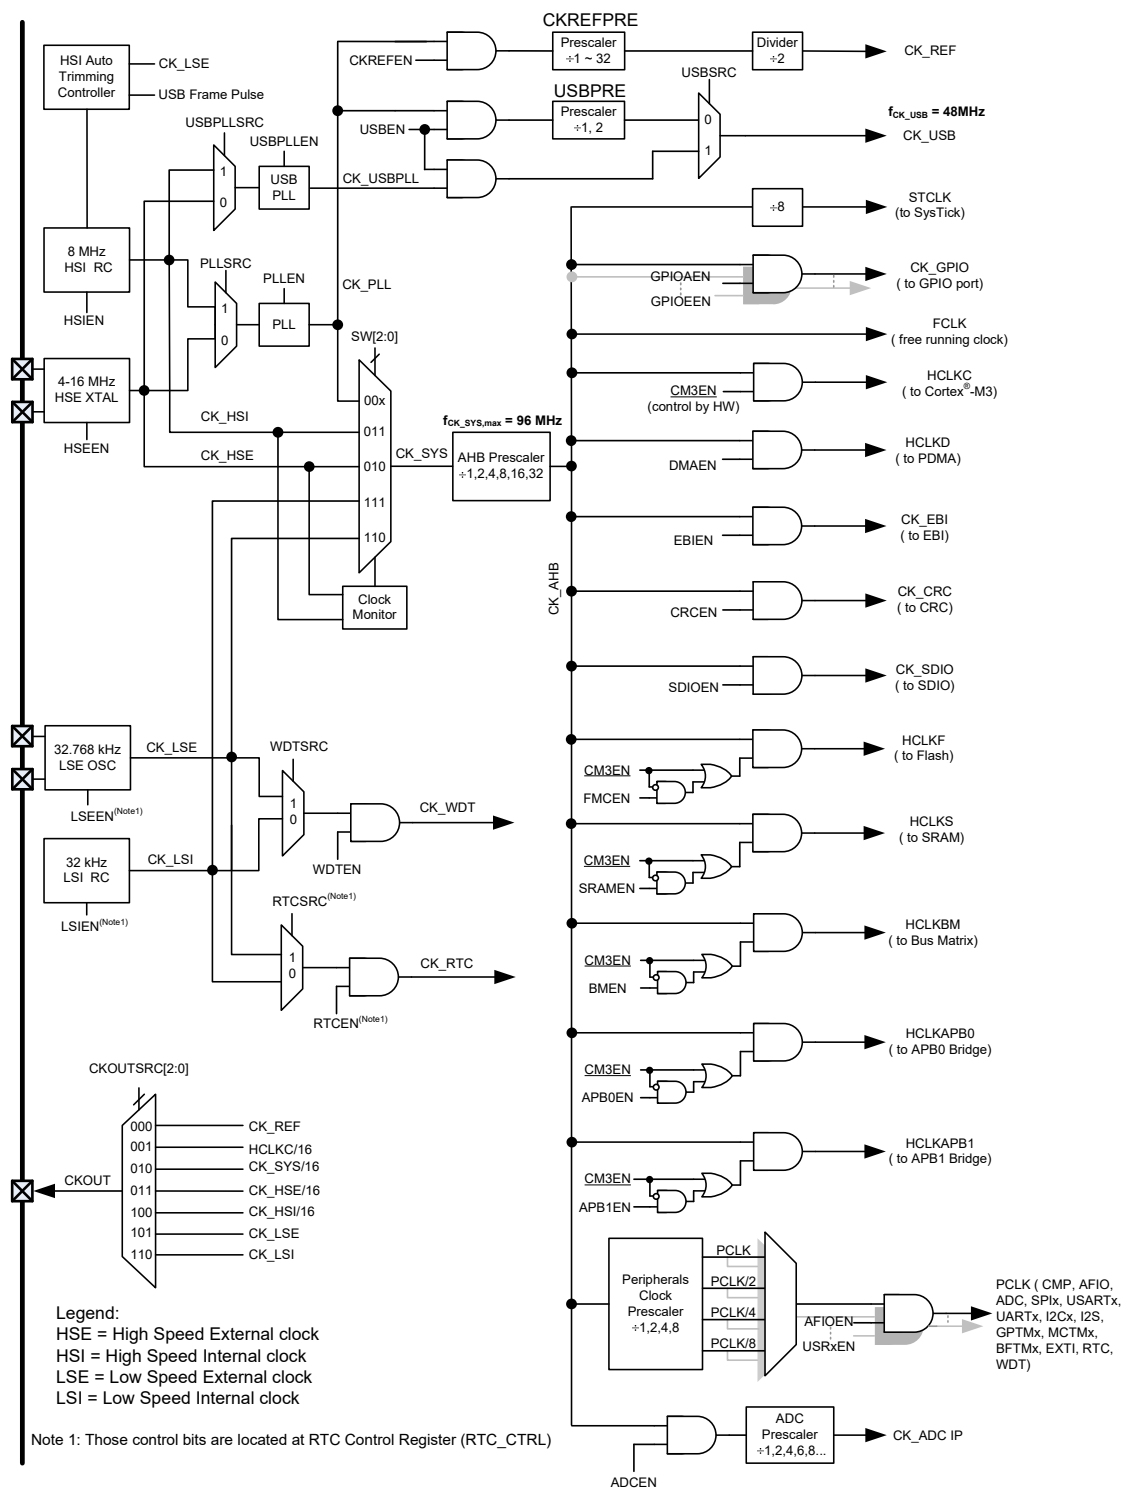 CKREFPRE
HSI Auto
Trimming
Controller
CK_LSE
USB Frame Pulse
CKREFEN
Prescaler
÷1 ~ 32
Divider
÷2
CK_REF
USBSRC
USBPRE
Prescaler
÷1, 2
0
1
fCK_USB = 48MHz
CK_USB
USBEN
USBPLLSRC
1
0
USBPLLEN
USB
PLL
CK_USBPLL
÷8
STCLK
(to SysTick)
8 MHz
HSI RC
HSIEN
PLLSRC
1
0
PLLEN
PLL
CK_PLL
GPIOAEN
GPIOEEN
CK_GPIO
( to GPIO port)
FCLK
( free running clock)
SW[2:0]
4-16 MHz
HSE XTAL
HSEEN
00x
011
010
111
110
CK_HSI
CK_HSE
CK_SYS
fCK_SYS,max = 96 MHz
AHB Prescaler
÷1,2,4,8,16,32
CM3EN
(control by HW)
HCLKC
( to Cortex®-M3)
DMAEN
HCLKD
( to PDMA)
EBIEN
CK_EBI
( to EBI)
CK_AHB
Clock
Monitor
CRCEN
CK_CRC
( to CRC)
SDIOEN
CK_SDIO
( to SDIO)
32.768 kHz
LSE OSC
LSEEN(Note1)
CK_LSE
WDTSRC
1
0
CK_WDT
WDTEN
CM3EN
FMCEN
HCLKF
( to Flash)
32 kHz
LSI RC
LSIEN(Note1)
CK_LSI
CM3EN
SRAMEN
HCLKS
( to SRAM)
RTCSRC(Note1)
1
0
CK_RTC
RTCEN(Note1)
CM3EN
BMEN
HCLKBM
( to Bus Matrix)
CM3EN
APB0EN
HCLKAPB0
( to APB0 Bridge)
CM3EN
APB1EN
HCLKAPB1
( to APB1 Bridge)
CKOUTSRC[2:0]
CKOUT
000
CK_REF
001
HCLKC/16
010
CK_SYS/16
011
CK_HSE/16
100
CK_HSI/16
101
CK_LSE
110
CK_LSI
Peripherals
Clock
Prescaler
÷1,2,4,8
PCLK
PCLK/2
PCLK/4
PCLK/8
AFIOEN
USRxEN
PCLK ( CMP, AFIO,
ADC, SPIx, USARTx,
UARTx, I2Cx, I2S,
GPTMx, MCTMx,
BFTMx, EXTI, RTC,
WDT)
Legend:
HSE = High Speed External clock
HSI = High Speed Internal clock
LSE = Low Speed External clock
LSI = Low Speed Internal clock
Note 1: Those control bits are located at RTC Control Register (RTC_CTRL)
ADCEN
ADC
Prescaler
÷1,2,4,6,8...
CK_ADC IP